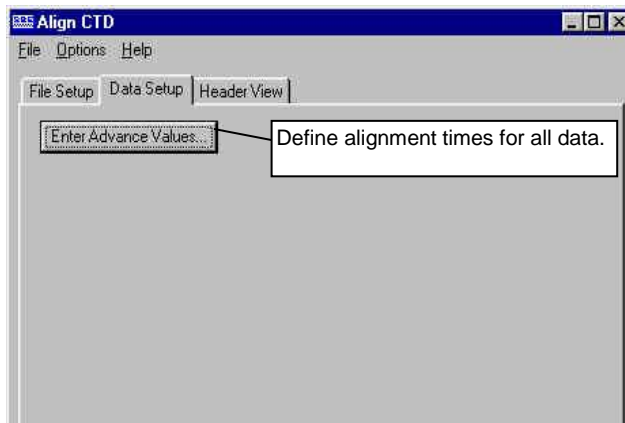 Align CTD
File Options Help
File Setup Data Setup Header View
Enter Advance Values...
Define alignment times for all data.